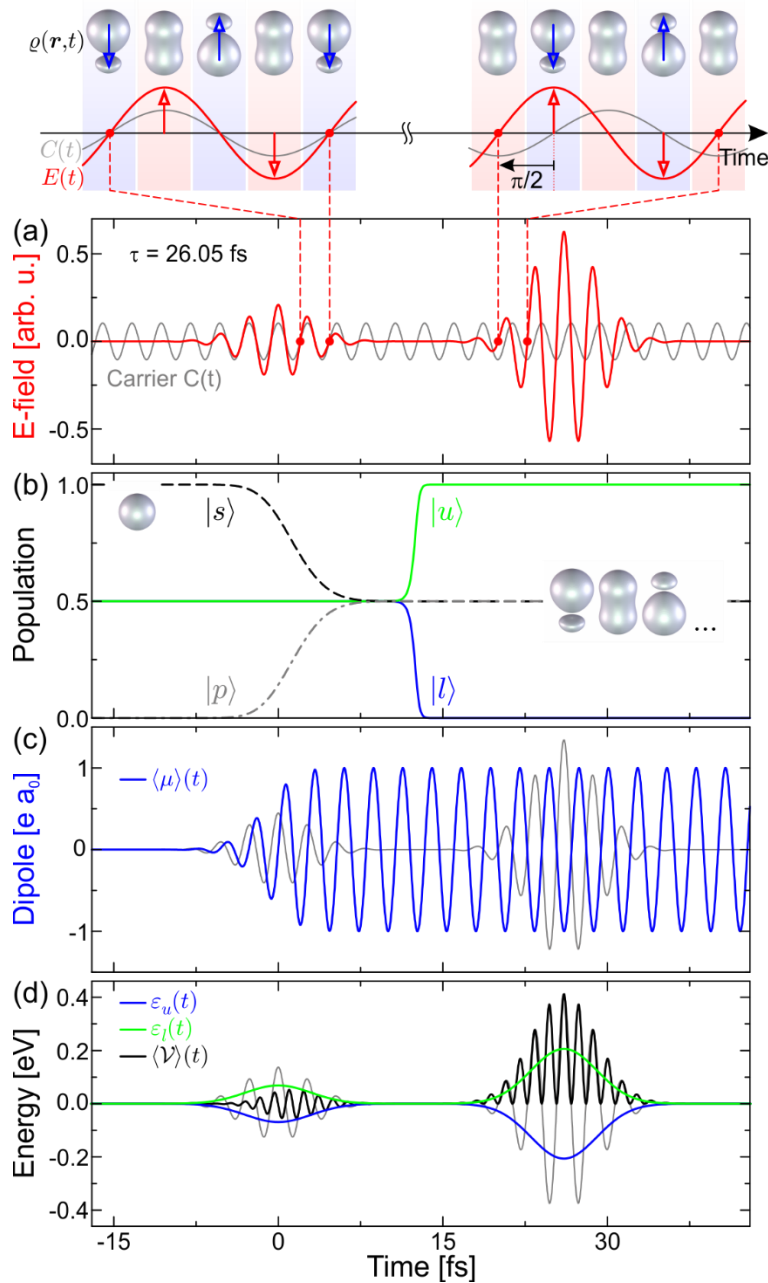 ϱ(r,t)
C(t)
E(t)
π/2
Time
(a)
τ = 26.05 fs
0.5
0.0
-0.5
E-field [arb. u.]
Carrier C(t)
(b)
1.0
0.5
0.0
Population
|s⟩
|u⟩
|p⟩
|l⟩
...
(c)
⟨μ⟩(t)
1
0
-1
Dipole [e a₀]
(d)
εᵤ(t)
εₗ(t)
⟨𝒱⟩(t)
0.4
0.2
0.0
-0.2
-0.4
Energy [eV]
-15 0 15 30
Time [fs]